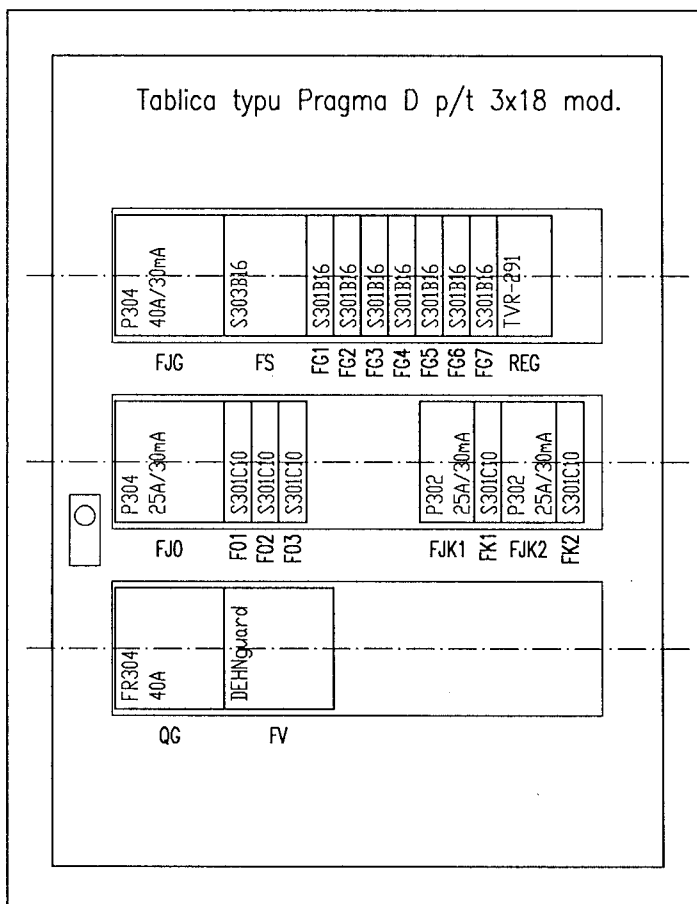 Tablica typu Pragma D p/t 3x18 mod.
P304
40A/30mA
S303B16
S301B16
S301B16
S301B16
S301B16
S301B16
S301B16
S301B16
TVR-291
FJG
FS
FG1
FG2
FG3
FG4
FG5
FG6
FG7
REG
P304
25A/30mA
S301C10
S301C10
S301C10
P302
25A/30mA
S301C10
P302
25A/30mA
S301C10
FJO
FO1
FO2
FO3
FJK1
FK1
FJK2
FK2
FR304
40A
DEHNguard
QG
FV